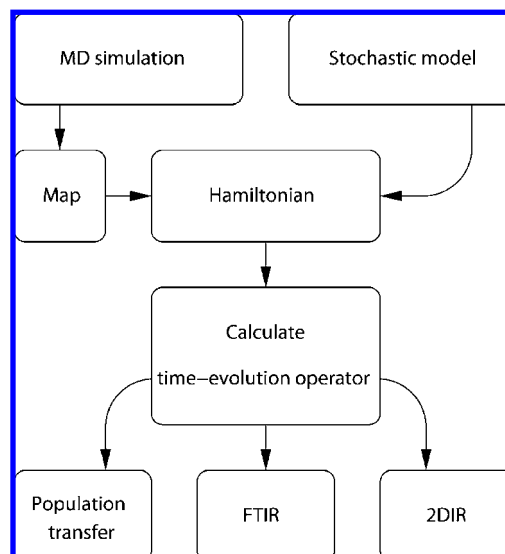 MD simulation
Stochastic model
Map
Hamiltonian
Calculate
time−evolution operator
Population
transfer
FTIR
2DIR